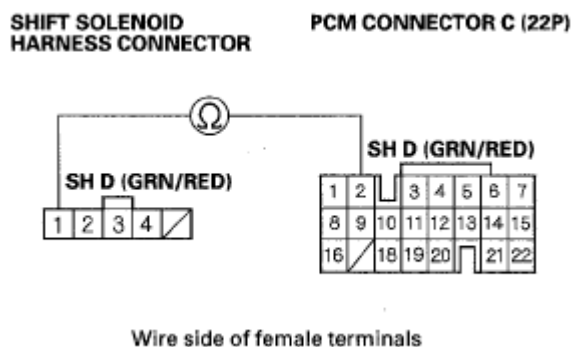 SHIFT SOLENOID
HARNESS CONNECTOR
PCM CONNECTOR C (22P)
Ω
SH D (GRN/RED)
1 2 3 4
SH D (GRN/RED)
1 2 3 4 5 6 7
8 9 10 11 12 13 14 15
16 18 19 20 21 22
Wire side of female terminals